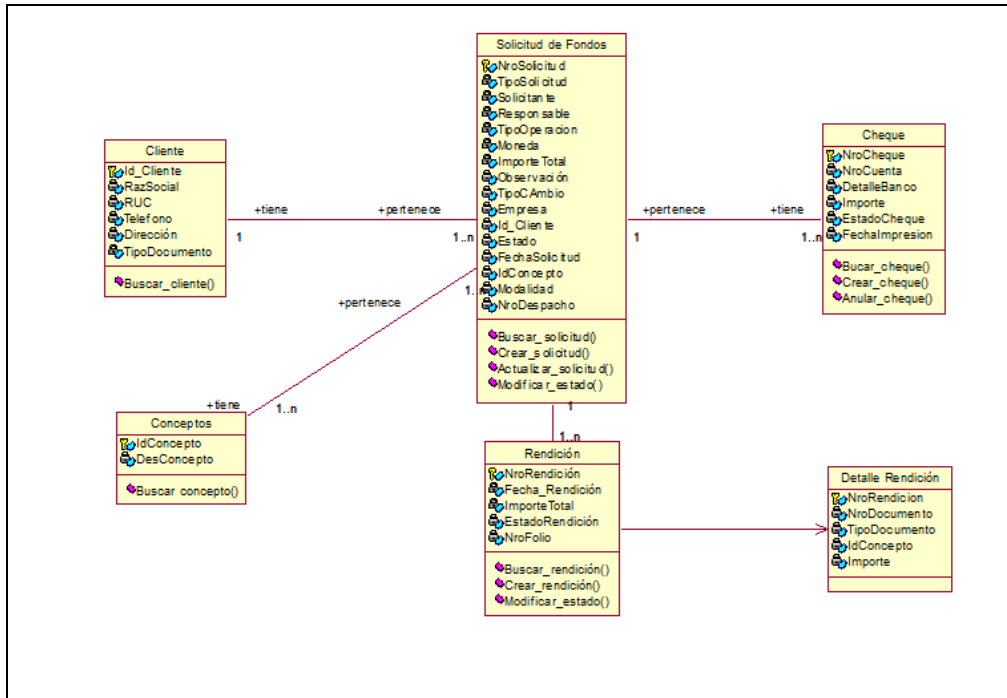 Solicitud de Fondos
NroSolicitud
TipoSolicitud
Solicitante
Responsable
TipoOperacion
Moneda
ImporteTotal
Observación
TipoCAmbio
Empresa
Id_Cliente
Estado
FechaSolicitud
IdConcepto
Modalidad
NroDespacho
Buscar_solicitud()
Crear_solicitud()
Actualizar_solicitud()
Modificar_estado()
Cliente
Id_Cliente
RazSocial
RUC
Telefono
Dirección
TipoDocumento
Buscar_cliente()
+tiene
+pertenece
1
1..n
Cheque
NroCheque
NroCuenta
DetalleBanco
Importe
EstadoCheque
FechaImpresion
Bucar_cheque()
Crear_cheque()
Anular_cheque()
+pertenece
+tiene
1
1..n
+pertenece
1..n
+tiene
1..n
Conceptos
IdConcepto
DesConcepto
Buscar concepto()
1
1..n
Rendición
NroRendición
Fecha_Rendición
ImporteTotal
EstadoRendición
NroFolio
Buscar_rendición()
Crear_rendición()
Modificar_estado()
Detalle Rendición
NroRendicion
NroDocumento
TipoDocumento
IdConcepto
Importe